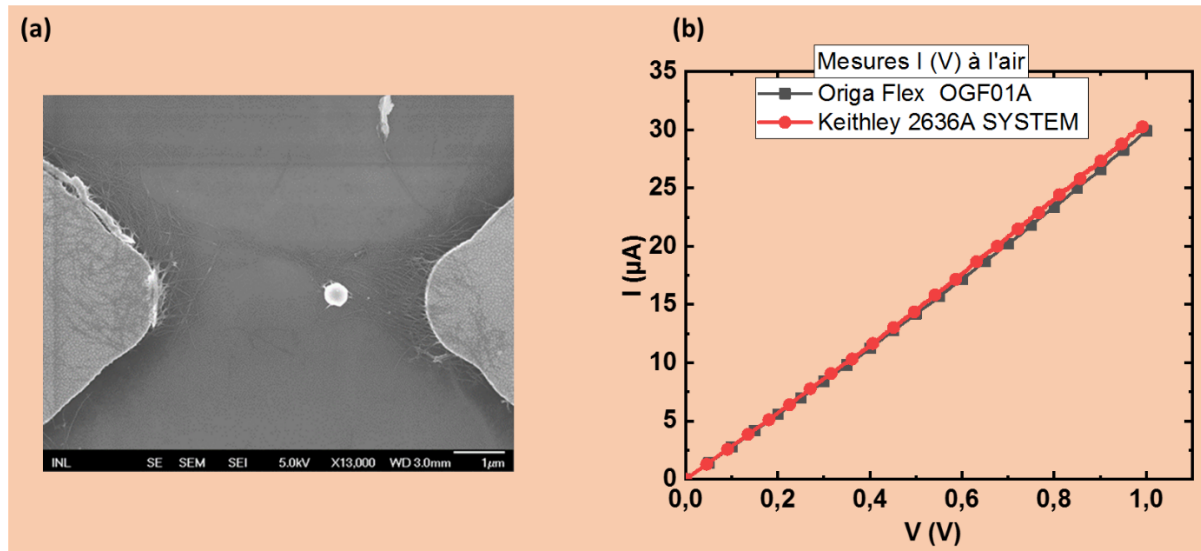 (a)
INL SE SEM SEI 5.0kV X13,000 WD 3.0mm 1µm
(b)
Mesures I (V) à l'air
Origa Flex OGF01A
Keithley 2636A SYSTEM
35
30
25
20
15
10
5
0
I (µA)
0,0 0,2 0,4 0,6 0,8 1,0
V (V)